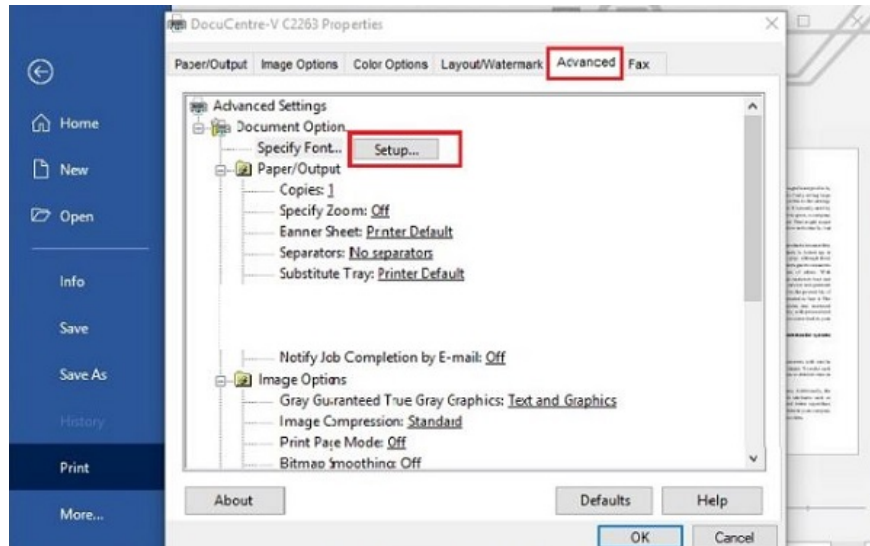 DocuCentre-V C2263 Properties
Paper/Output Image Options Color Options Layout/Watermark Advanced Fax
Home
New
Open
Info
Save
Save As
History
Print
More...
Advanced Settings
Document Option
Specify Font... Setup...
Paper/Output
Copies: 1
Specify Zoom: Off
Eanner Sheet: Printer Default
Separators: No separators
Substitute Tray: Printer Default
Notify Job Completion by E-mail: Off
Image Options
Gray Guaranteed True Gray Graphics: Text and Graphics
Image Compression: Standard
Print Page Mode: Off
Bitmap Smoothing: Off
About Defaults Help
OK Cancel